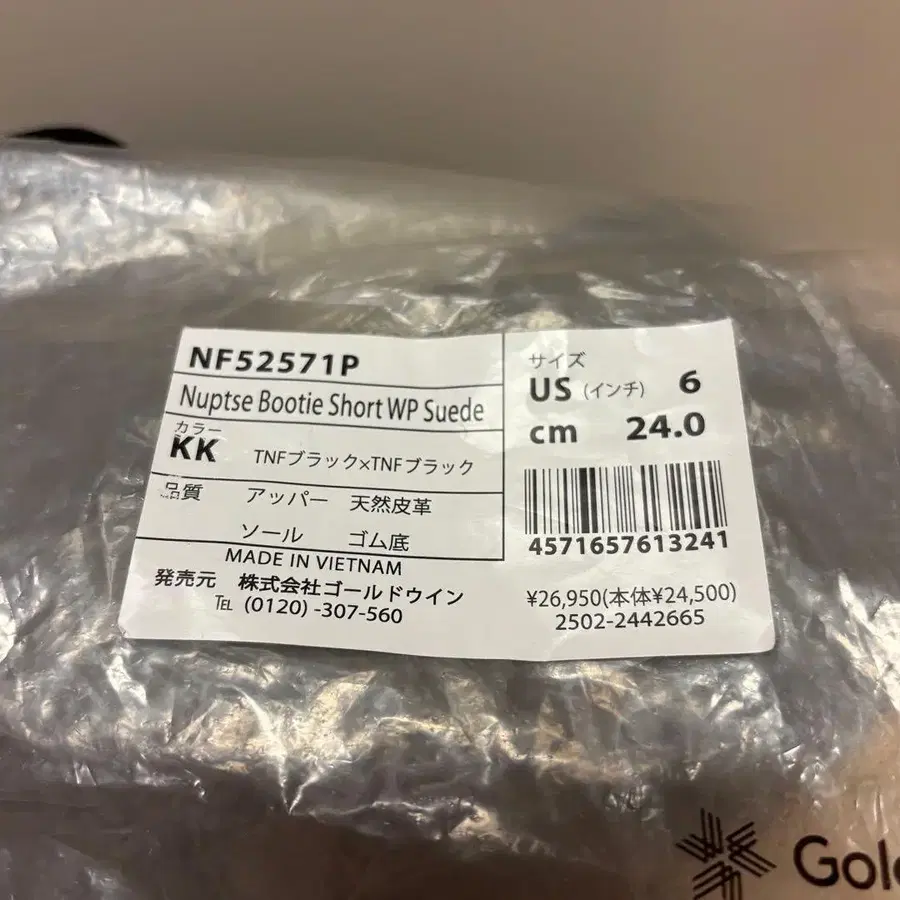 NF52571P
Nuptse Bootie Short WP Suede
カラー
KK TNFブラック×TNFブラック
品質 アッパー 天然皮革
ソール ゴム底
MADE IN VIETNAM
発売元 株式会社ゴールドウイン
℡ (0120) -307-560
サイズ
US (インチ) 6
cm 24.0
4571657613241
¥26,950(本体¥24,500)
2502-2442665